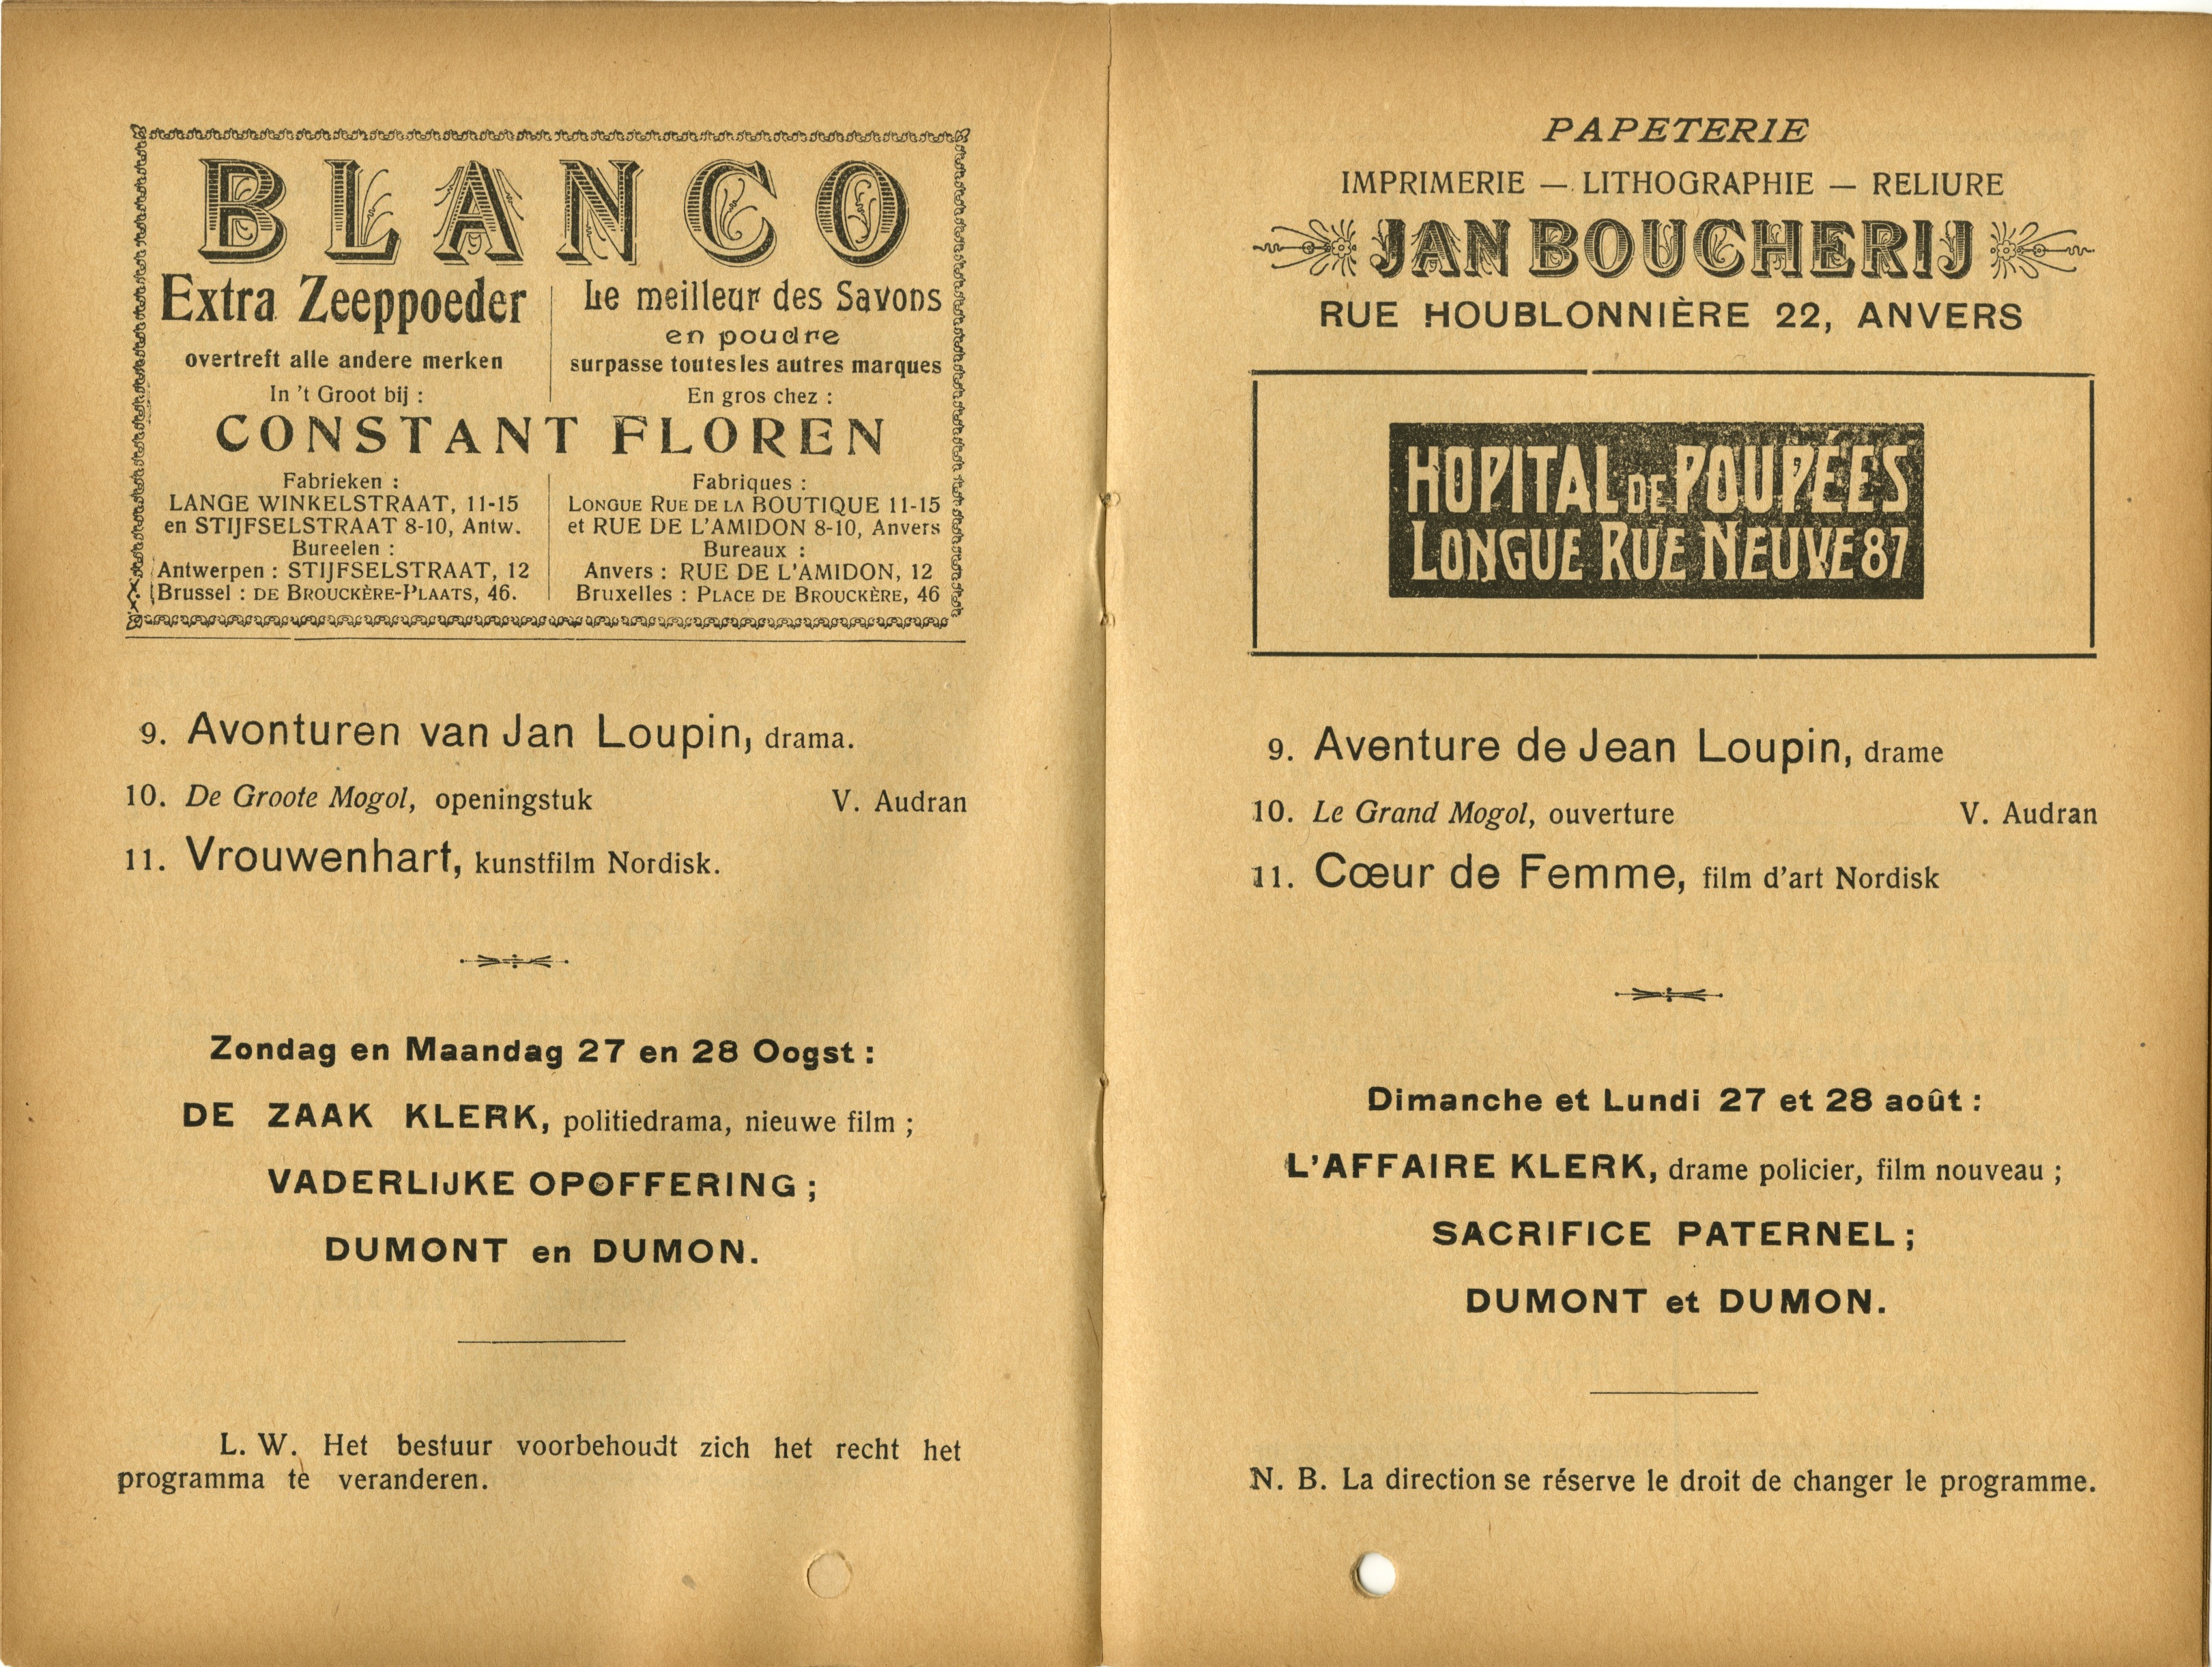 BLANCO
Extra Zeeppoeder
overtreft alle andere merken
In 't Groot bij :
Le meilleur des Savons
en poudre
surpasse toutes les autres marques
En gros chez :
CONSTANT FLOREN
Fabrieken :
LANGE WINKELSTRAAT, 11-15
en STIJFSELSTRAAT 8-10, Antw.
Bureelen :
Antwerpen : STIJFSELSTRAAT, 12
Brussel : DE BROUCKÈRE-PLAATS, 46.
Fabriques :
LONGUE RUE DE LA BOUTIQUE 11-15
et RUE DE L'AMIDON 8-10, Anvers
Bureaux :
Anvers : RUE DE L'AMIDON, 12
Bruxelles : PLACE DE BROUCKÈRE, 46
9. Avonturen van Jan Loupin, drama.
10. De Groote Mogol, openingstuk V. Audran
11. Vrouwenhart, kunstfilm Nordisk.
Zondag en Maandag 27 en 28 Oogst :
DE ZAAK KLERK, politiedrama, nieuwe film ;
VADERLIJKE OPOFFERING ;
DUMONT en DUMON.
L. W. Het bestuur voorbehoudt zich het recht het
programma te veranderen.
PAPETERIE
IMPRIMERIE — LITHOGRAPHIE — RELIURE
JAN BOUCHERIJ
RUE HOUBLONNIÈRE 22, ANVERS
HOPITAL DE POUPÉES
LONGUE RUE NEUVE 87
9. Aventure de Jean Loupin, drame
10. Le Grand Mogol, ouverture V. Audran
11. Cœur de Femme, film d'art Nordisk
Dimanche et Lundi 27 et 28 août :
L'AFFAIRE KLERK, drame policier, film nouveau ;
SACRIFICE PATERNEL ;
DUMONT et DUMON.
N. B. La direction se réserve le droit de changer le programme.